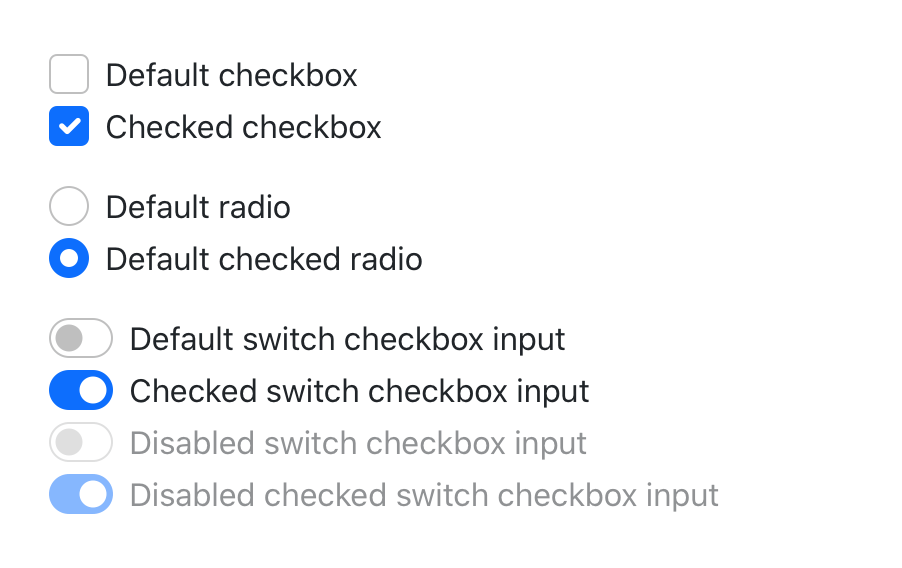 Default checkbox
Checked checkbox
Default radio
Default checked radio
Default switch checkbox input
Checked switch checkbox input
Disabled switch checkbox input
Disabled checked switch checkbox input